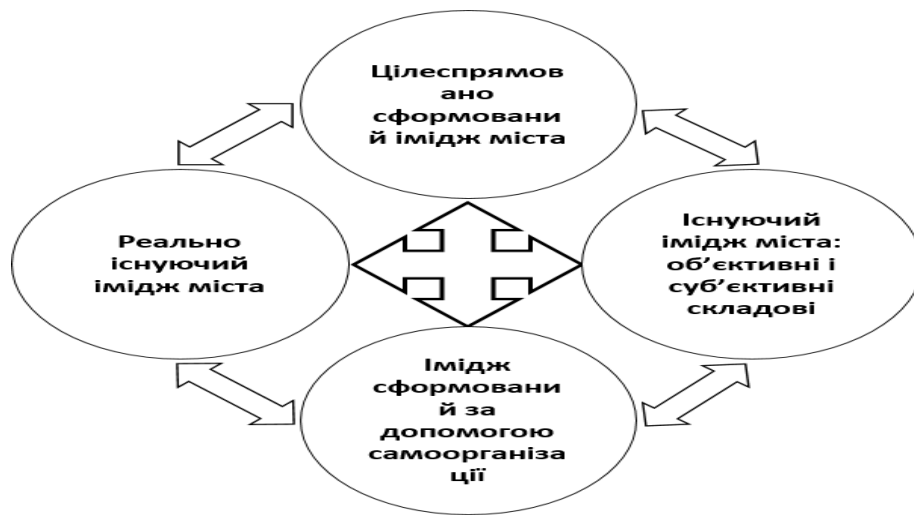 Цілеспрямов
ано
сформовани
й імідж міста
Реально
існуючий
імідж міста
Існуючий
імідж міста:
об’єктивні і
суб’єктивні
складові
Імідж
сформовани
й за
допомогою
самоорганіза
ції